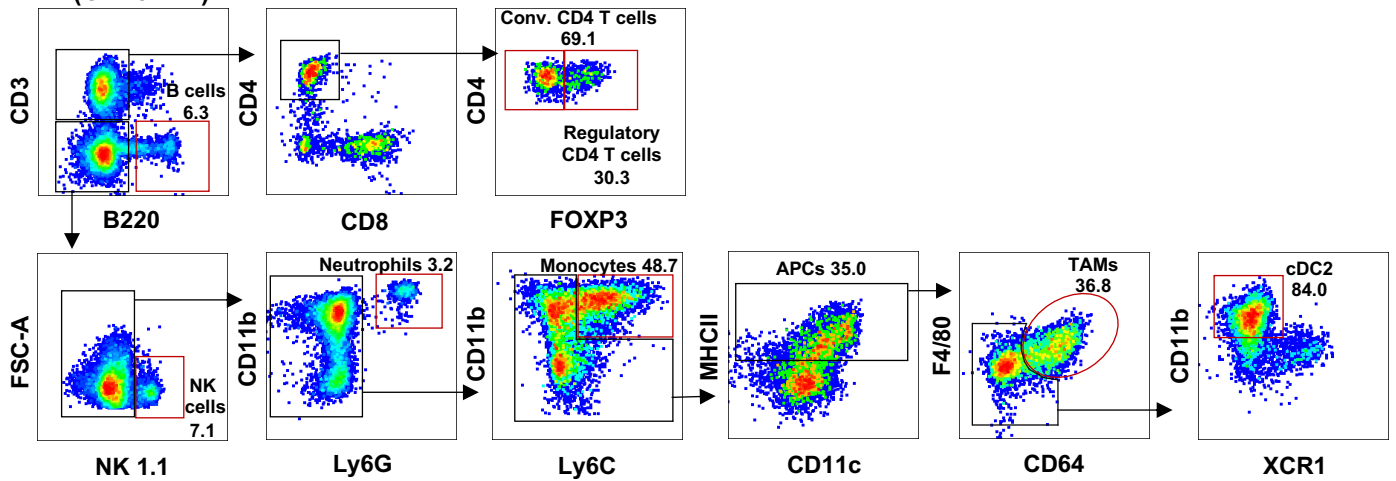 Conv. CD4 T cells
69.1
CD3
B cells
6.3
B220
CD4
CD8
CD4
Regulatory
CD4 T cells
30.3
FOXP3
FSC-A
NK
cells
7.1
NK 1.1
Neutrophils 3.2
CD11b
Ly6G
Monocytes 48.7
CD11b
Ly6C
APCs 35.0
MHCII
CD11c
TAMs
36.8
F4/80
CD64
cDC2
84.0
CD11b
XCR1